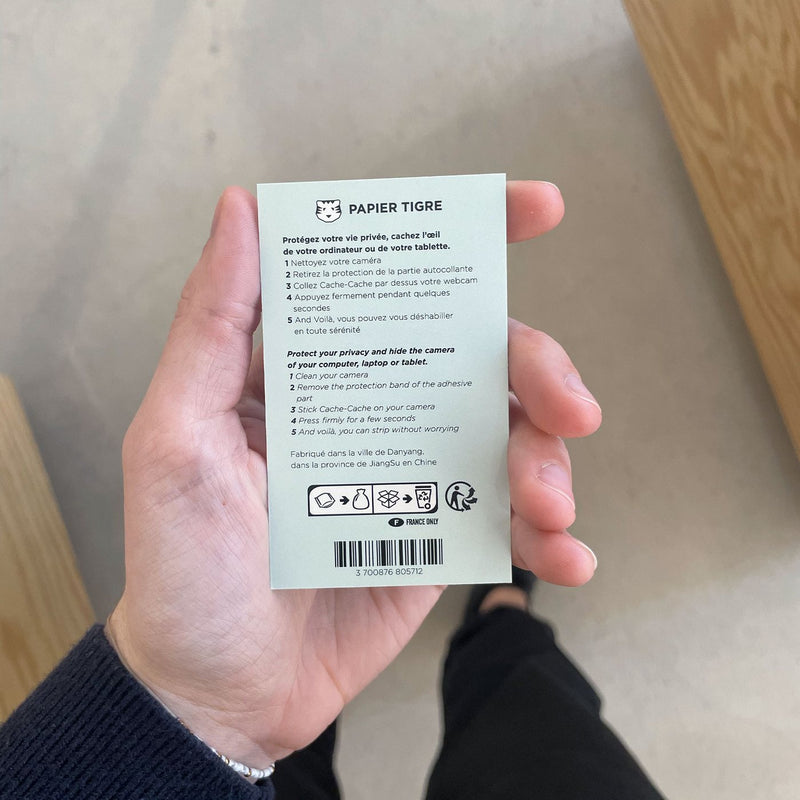 PAPIER TIGRE
Protégez votre vie privée, cachez l'œil
de votre ordinateur ou de votre tablette.
1 Nettoyez votre caméra
2 Retirez la protection de la partie autocollante
3 Collez Cache-Cache par dessus votre webcam
4 Appuyez fermement pendant quelques
secondes
5 And Voilà, vous pouvez vous déshabiller
en toute sérénité
Protect your privacy and hide the camera
of your computer, laptop or tablet.
1 Clean your camera
2 Remove the protection band of the adhesive
part
3 Stick Cache-Cache on your camera
4 Press firmly for a few seconds
5 And voilà, you can strip without worrying
Fabriqué dans la ville de Danyang,
dans la province de JiangSu en Chine
F FRANCE ONLY
3 700876 805712